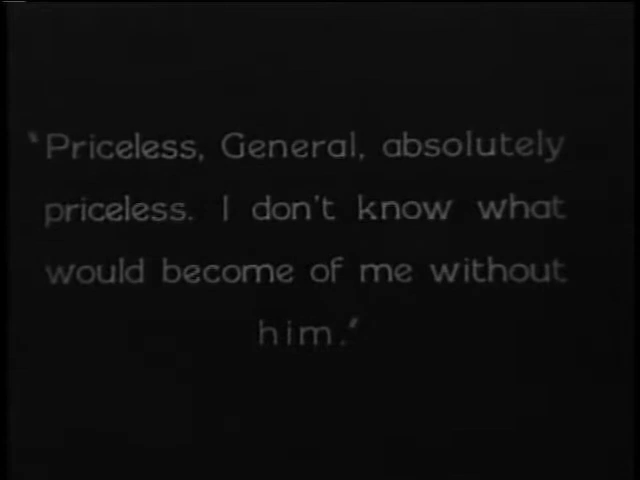 "Priceless, General, absolutely
priceless. I don't know what
would become of me without
him."